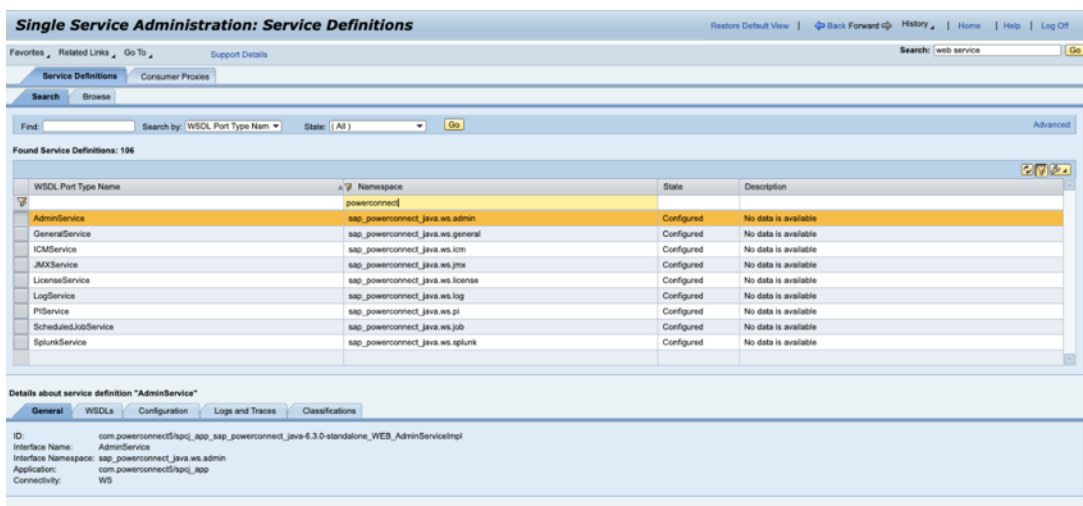 Single Service Administration: Service Definitions
Restore Default View | Back Forward History | Home | Help | Log Off
Favorites Related Links Go To Support Details Search: web service Go
Service Definitions Consumer Proxies
Search Browse
Find: Search by: WSDL Port Type Nam State: ( All ) Go Advanced
Found Service Definitions: 106
WSDL Port Type Name Namespace State Description
powerconnect
AdminService sap_powerconnect_java.ws.admin Configured No data is available
GeneralService sap_powerconnect_java.ws.general Configured No data is available
ICMService sap_powerconnect_java.ws.icm Configured No data is available
JMXService sap_powerconnect_java.ws.jmx Configured No data is available
LicenseService sap_powerconnect_java.ws.license Configured No data is available
LogService sap_powerconnect_java.ws.log Configured No data is available
PIService sap_powerconnect_java.ws.pi Configured No data is available
ScheduledJobService sap_powerconnect_java.ws.job Configured No data is available
SplunkService sap_powerconnect_java.ws.splunk Configured No data is available
Details about service definition "AdminService"
General WSDLs Configuration Logs and Traces Classifications
ID: com.powerconnect5/spcj_app_sap_powerconnect_java-6.3.0-standalone_WEB_AdminServiceImpl
Interface Name: AdminService
Interface Namespace: sap_powerconnect_java.ws.admin
Application: com.powerconnect5/spcj_app
Connectivity: WS